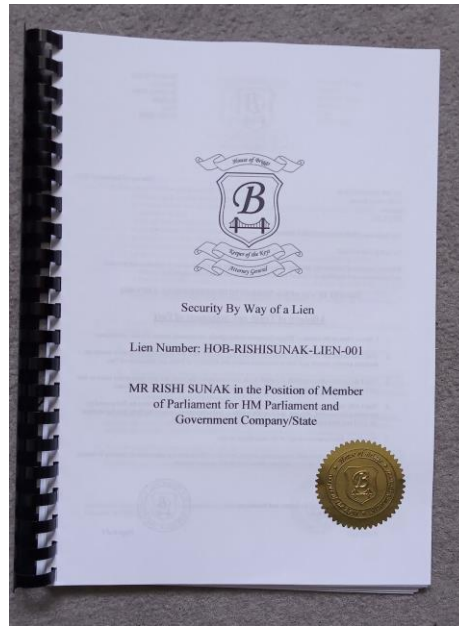 House of Briggs
B
Keeper of the Keys
Attorney General
Security By Way of a Lien
Lien Number: HOB-RISHISUNAK-LIEN-001
MR RISHI SUNAK in the Position of Member
of Parliament for HM Parliament and
Government Company/State
B